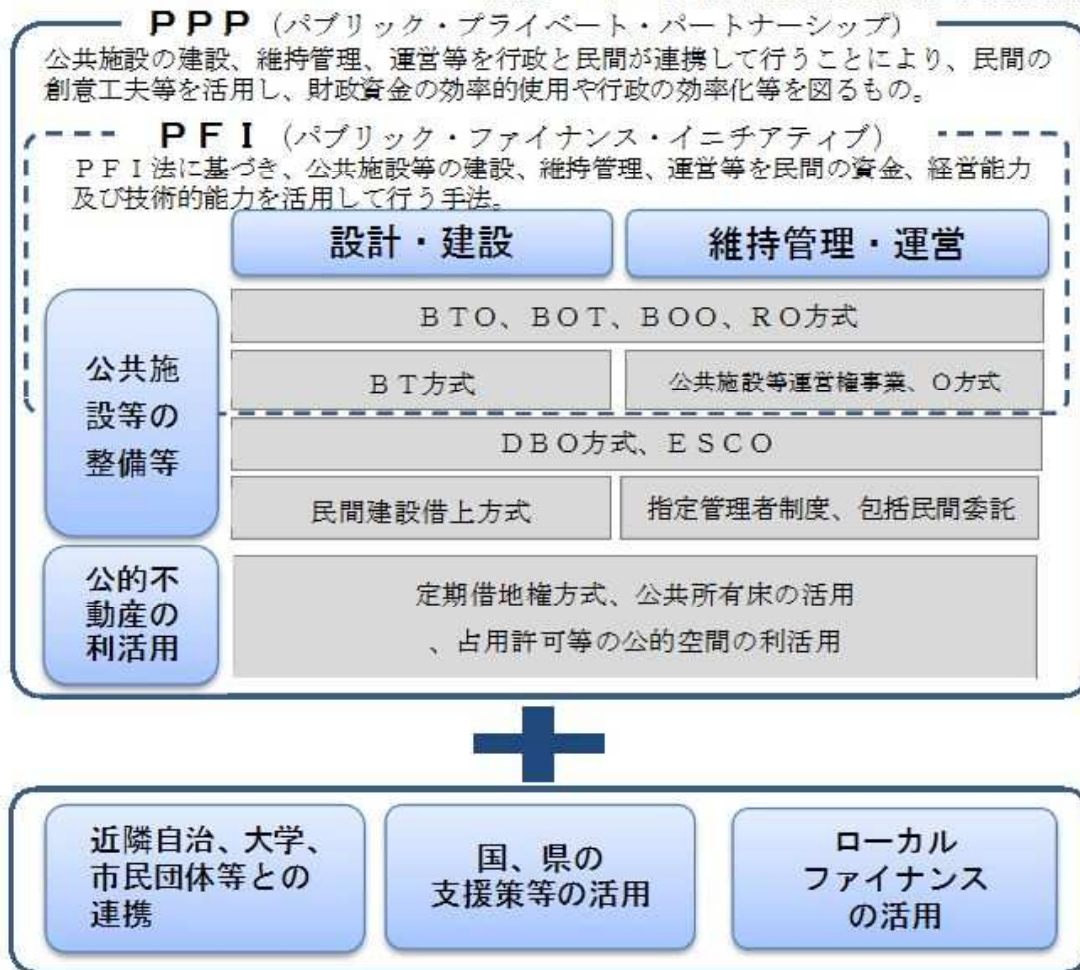 ＰＰＰ（パブリック・プライベート・パートナーシップ）
公共施設の建設、維持管理、運営等を行政と民間が連携して行うことにより、民間の
創意工夫等を活用し、財政資金の効率的使用や行政の効率化等を図るもの。
ＰＦＩ（パブリック・ファイナンス・イニチアティブ）
ＰＦＩ法に基づき、公共施設等の建設、維持管理、運営等を民間の資金、経営能力
及び技術的能力を活用して行う手法。
設計・建設
維持管理・運営
公共施
設等の
整備等
ＢＴＯ、ＢＯＴ、ＢＯＯ、ＲＯ方式
ＢＴ方式
公共施設等運営権事業、Ｏ方式
ＤＢＯ方式、ＥＳＣＯ
民間建設借上方式
指定管理者制度、包括民間委託
公的不
動産の
利活用
定期借地権方式、公共所有床の活用
、占用許可等の公的空間の利活用
近隣自治、大学、
市民団体等との
連携
国、県の
支援策等の活用
ローカル
ファイナンス
の活用